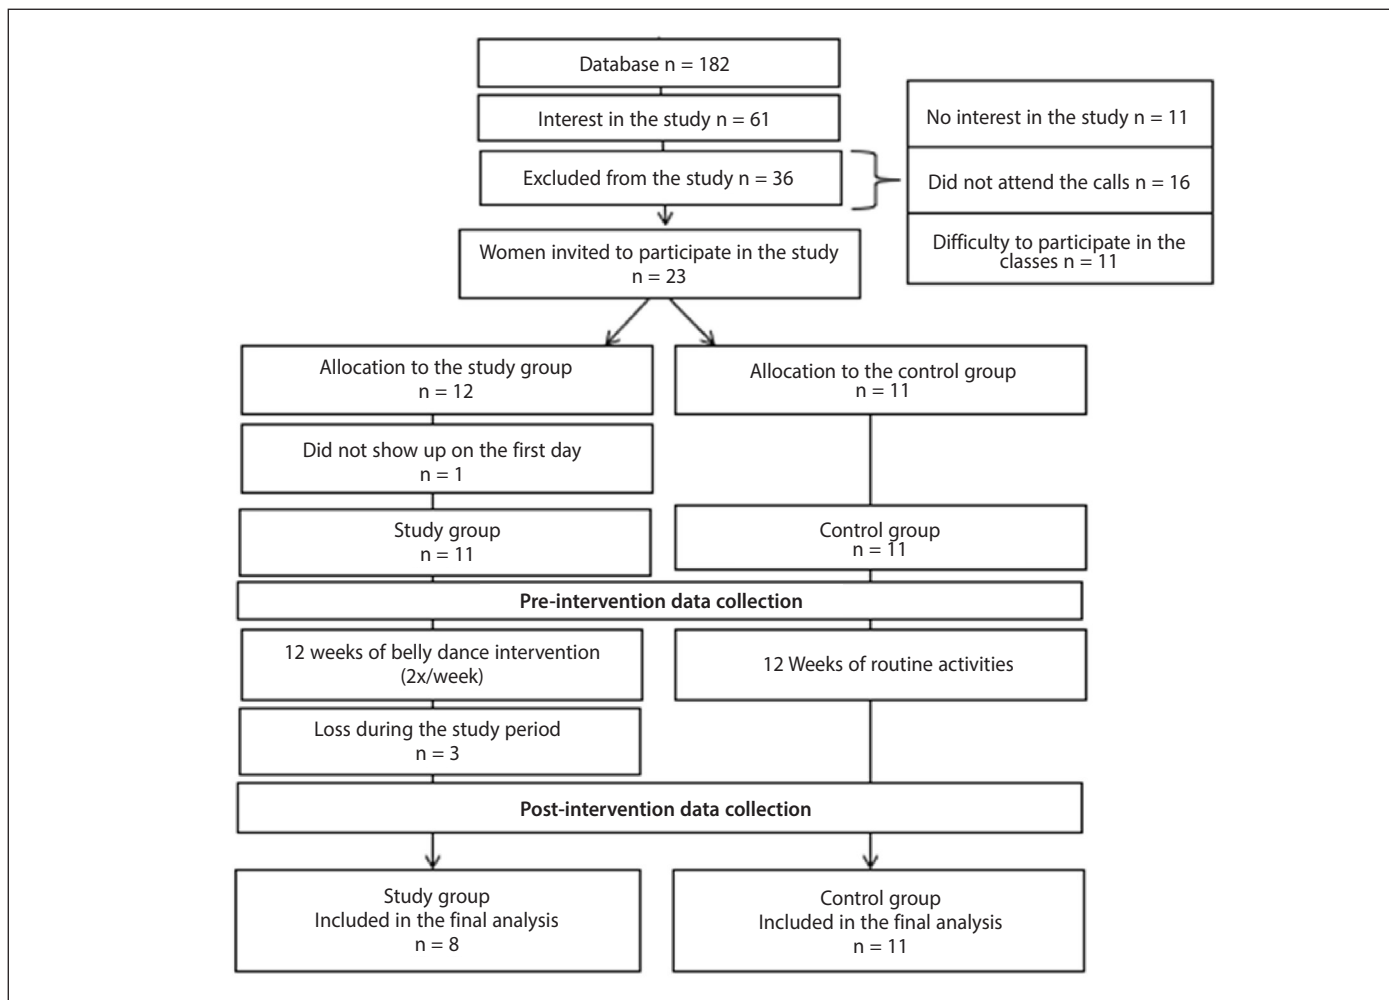 Database n = 182
Interest in the study n = 61
Excluded from the study n = 36
No interest in the study n = 11
Did not attend the calls n = 16
Difficulty to participate in the
classes n = 11
Women invited to participate in the study
n = 23
Allocation to the study group
n = 12
Allocation to the control group
n = 11
Did not show up on the first day
n = 1
Study group
n = 11
Control group
n = 11
Pre-intervention data collection
12 weeks of belly dance intervention
(2x/week)
12 Weeks of routine activities
Loss during the study period
n = 3
Post-intervention data collection
Study group
Included in the final analysis
n = 8
Control group
Included in the final analysis
n = 11